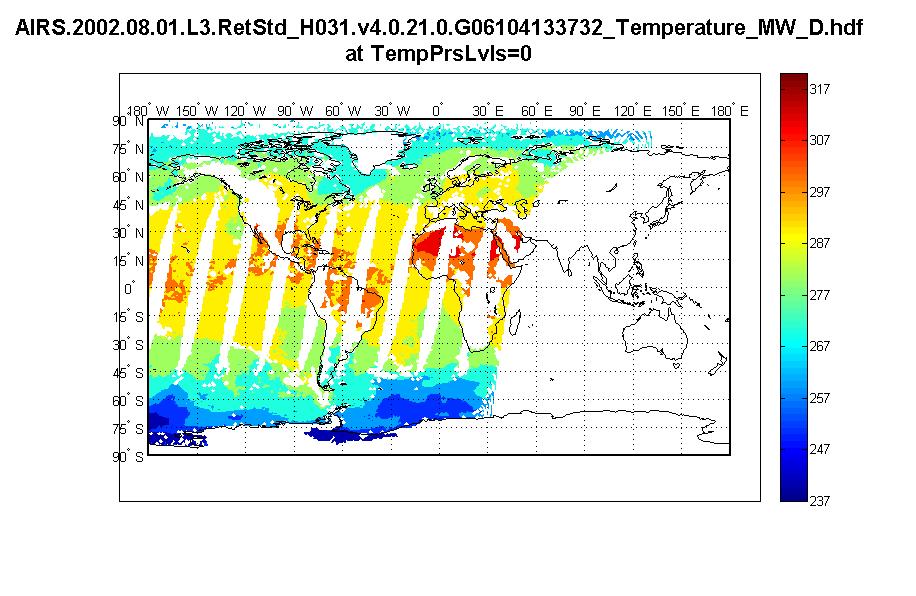 AIRS.2002.08.01.L3.RetStd_H031.v4.0.21.0.G06104133732_Temperature_MW_D.hdf
at TempPrsLvls=0
180° W 150° W 120° W 90° W 60° W 30° W 0° 30° E 60° E 90° E 120° E 150° E 180° E
90° N
75° N
60° N
45° N
30° N
15° N
0°
15° S
30° S
45° S
60° S
75° S
90° S
317
307
297
287
277
267
257
247
237